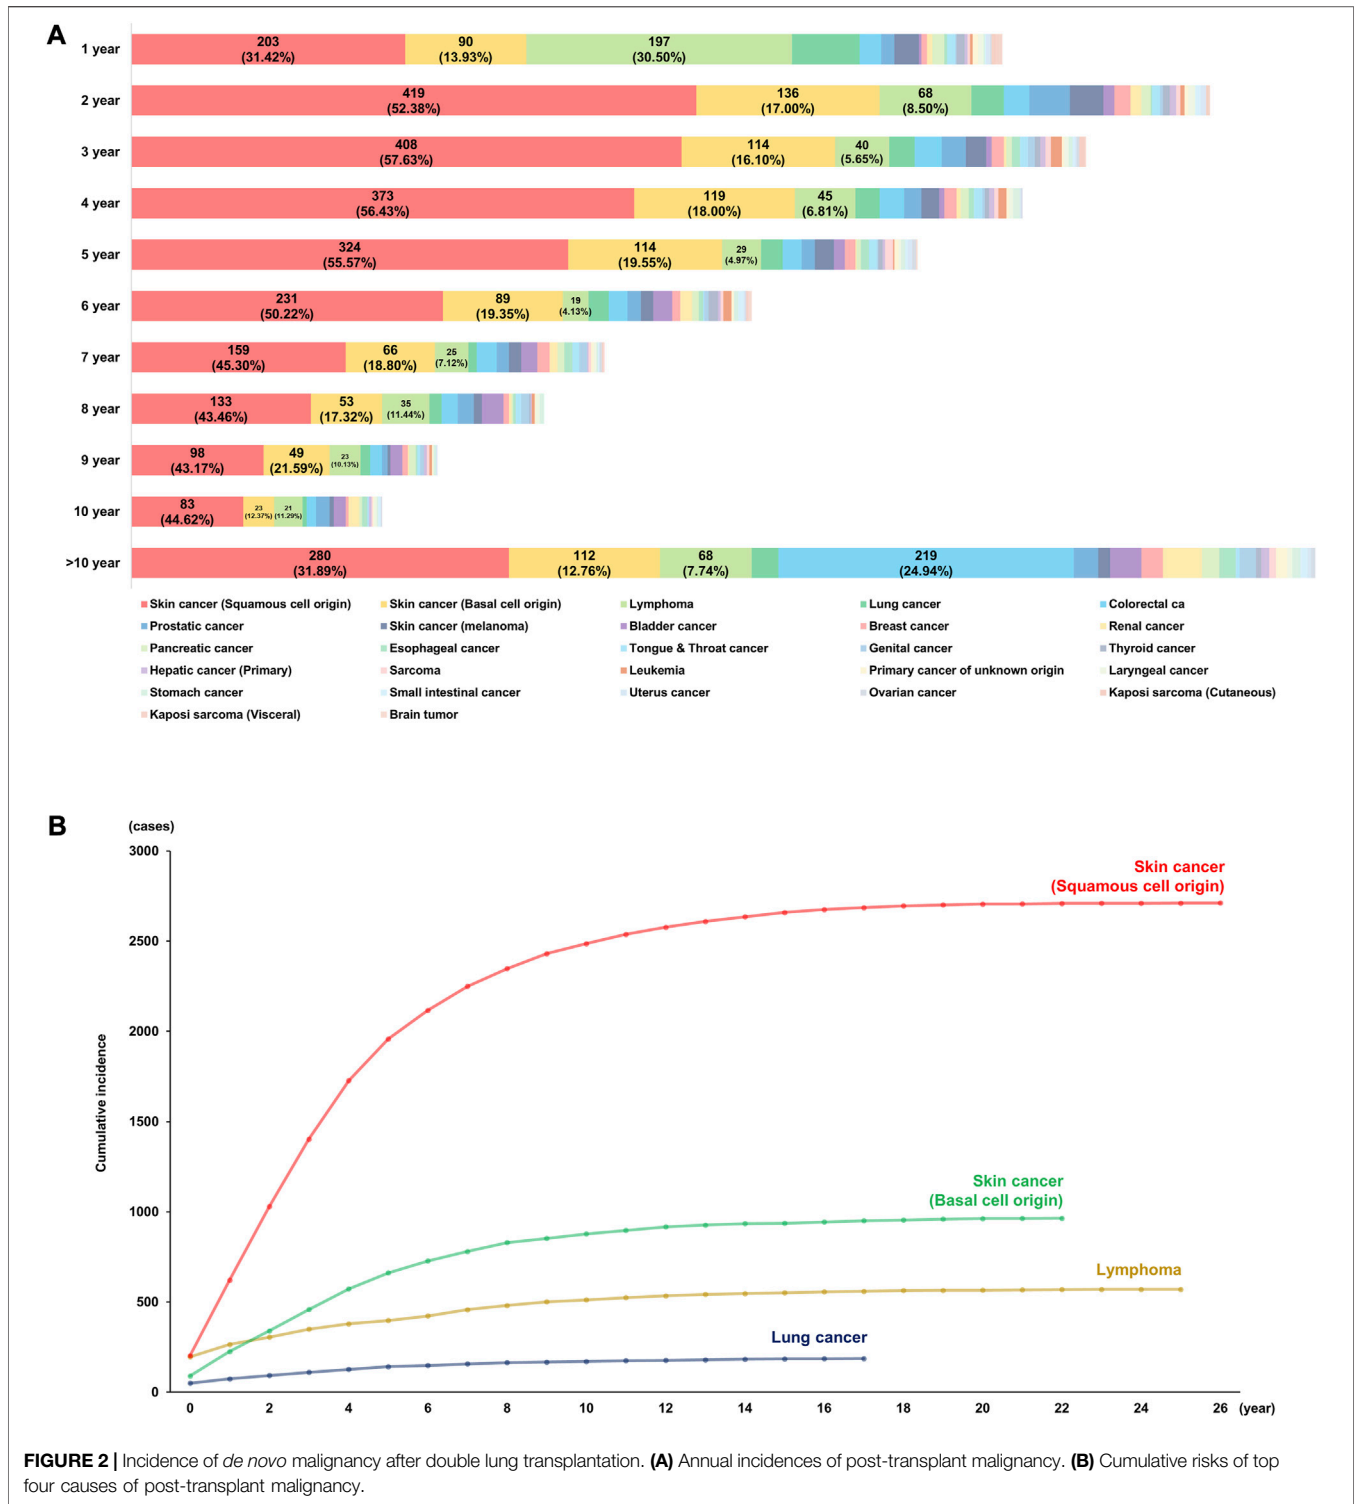 A
1 year
203
(31.42%)
90
(13.93%)
197
(30.50%)
2 year
419
(52.38%)
136
(17.00%)
68
(8.50%)
3 year
408
(57.63%)
114
(16.10%)
40
(5.65%)
4 year
373
(56.43%)
119
(18.00%)
45
(6.81%)
5 year
324
(55.57%)
114
(19.55%)
29
(4.97%)
6 year
231
(50.22%)
89
(19.35%)
19
(4.13%)
7 year
159
(45.30%)
66
(18.80%)
25
(7.12%)
8 year
133
(43.46%)
53
(17.32%)
35
(11.44%)
9 year
98
(43.17%)
49
(21.59%)
23
(10.13%)
10 year
83
(44.62%)
23
(12.37%)
21
(11.29%)
>10 year
280
(31.89%)
112
(12.76%)
68
(7.74%)
219
(24.94%)
Skin cancer (Squamous cell origin)
Skin cancer (Basal cell origin)
Lymphoma
Lung cancer
Colorectal ca
Prostatic cancer
Skin cancer (melanoma)
Bladder cancer
Breast cancer
Renal cancer
Pancreatic cancer
Esophageal cancer
Tongue & Throat cancer
Genital cancer
Thyroid cancer
Hepatic cancer (Primary)
Sarcoma
Leukemia
Primary cancer of unknown origin
Laryngeal cancer
Stomach cancer
Small intestinal cancer
Uterus cancer
Ovarian cancer
Kaposi sarcoma (Cutaneous)
Kaposi sarcoma (Visceral)
Brain tumor
B
(cases)
3000
2500
2000
1500
1000
500
0
Cumulative incidence
Skin cancer
(Squamous cell origin)
Skin cancer
(Basal cell origin)
Lymphoma
Lung cancer
0 2 4 6 8 10 12 14 16 18 20 22 24 26 (year)
FIGURE 2 | Incidence of de novo malignancy after double lung transplantation. (A) Annual incidences of post-transplant malignancy. (B) Cumulative risks of top
four causes of post-transplant malignancy.